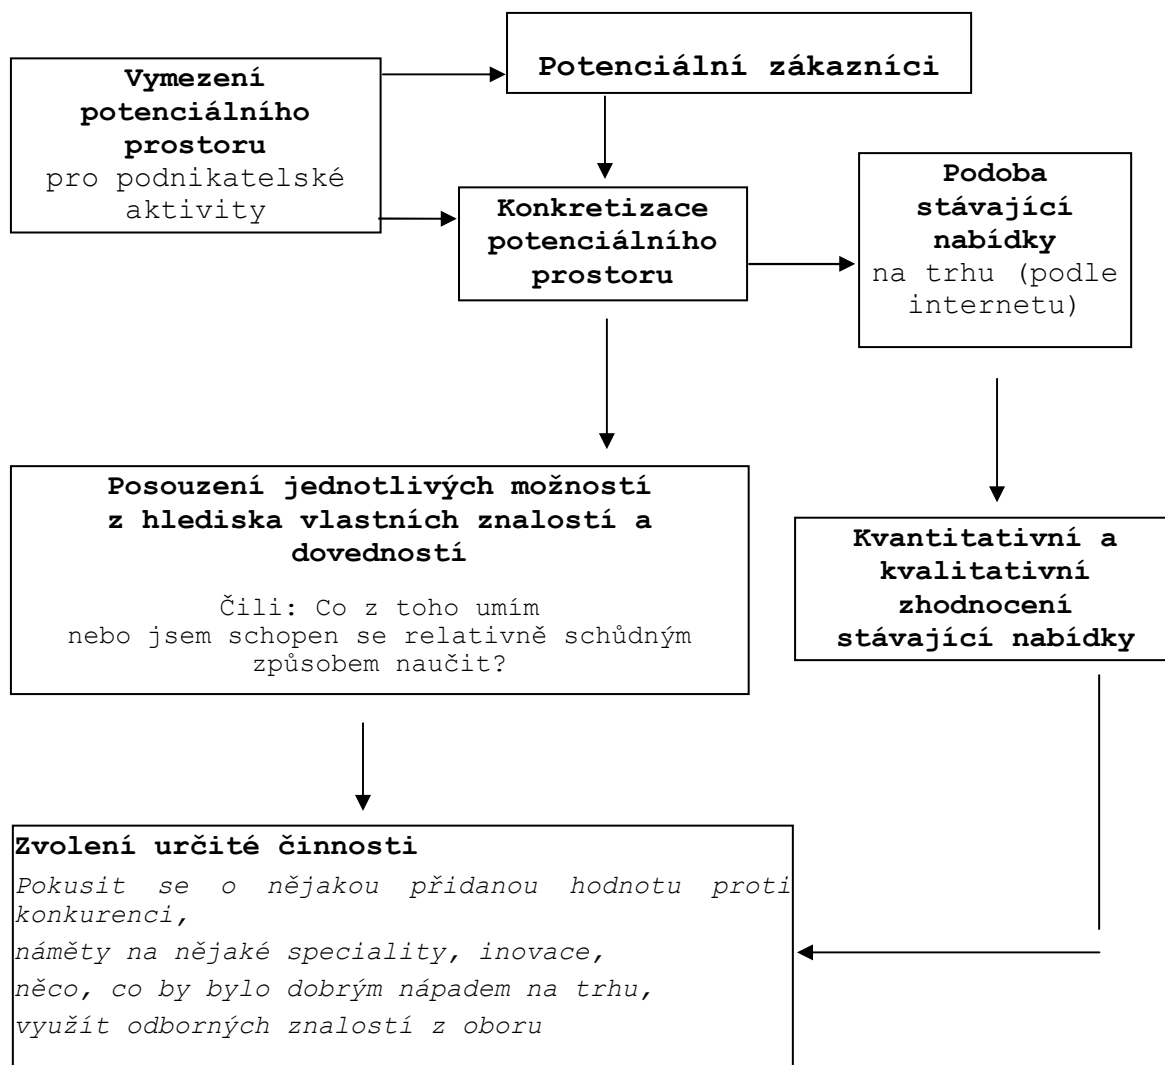 Vymezení
potenciálního
prostoru
pro podnikatelské
aktivity
Potenciální zákazníci
Konkretizace
potenciálního
prostoru
Podoba
stávající
nabídky
na trhu (podle
internetu)
Posouzení jednotlivých možností
z hlediska vlastních znalostí a
dovedností
Čili: Co z toho umím
nebo jsem schopen se relativně schůdným
způsobem naučit?
Kvantitativní a
kvalitativní
zhodnocení
stávající nabídky
Zvolení určité činnosti
Pokusit se o nějakou přidanou hodnotu proti
konkurenci,
náměty na nějaké speciality, inovace,
něco, co by bylo dobrým nápadem na trhu,
využít odborných znalostí z oboru